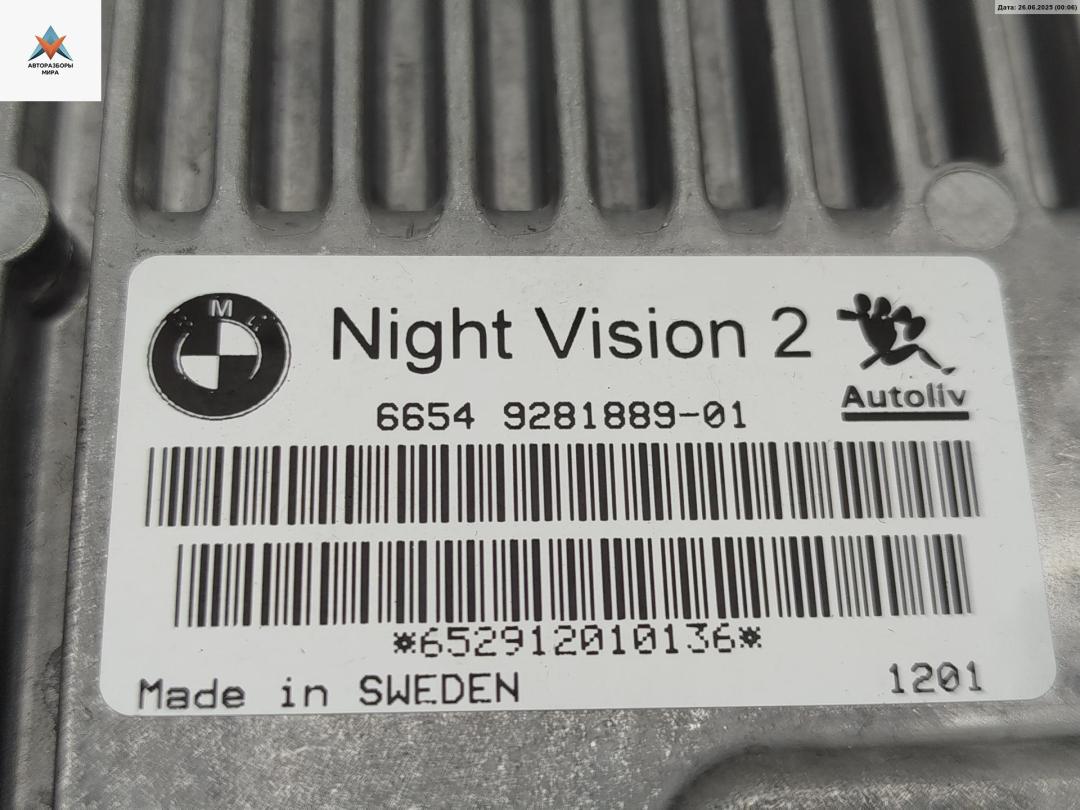 Дата: 26.06.2025 (00:06)
АВТОРАЗБОРЫ
МИРА
BMW
Night Vision 2
Autoliv
6654 9281889-01
*652912010136*
Made in SWEDEN
1201